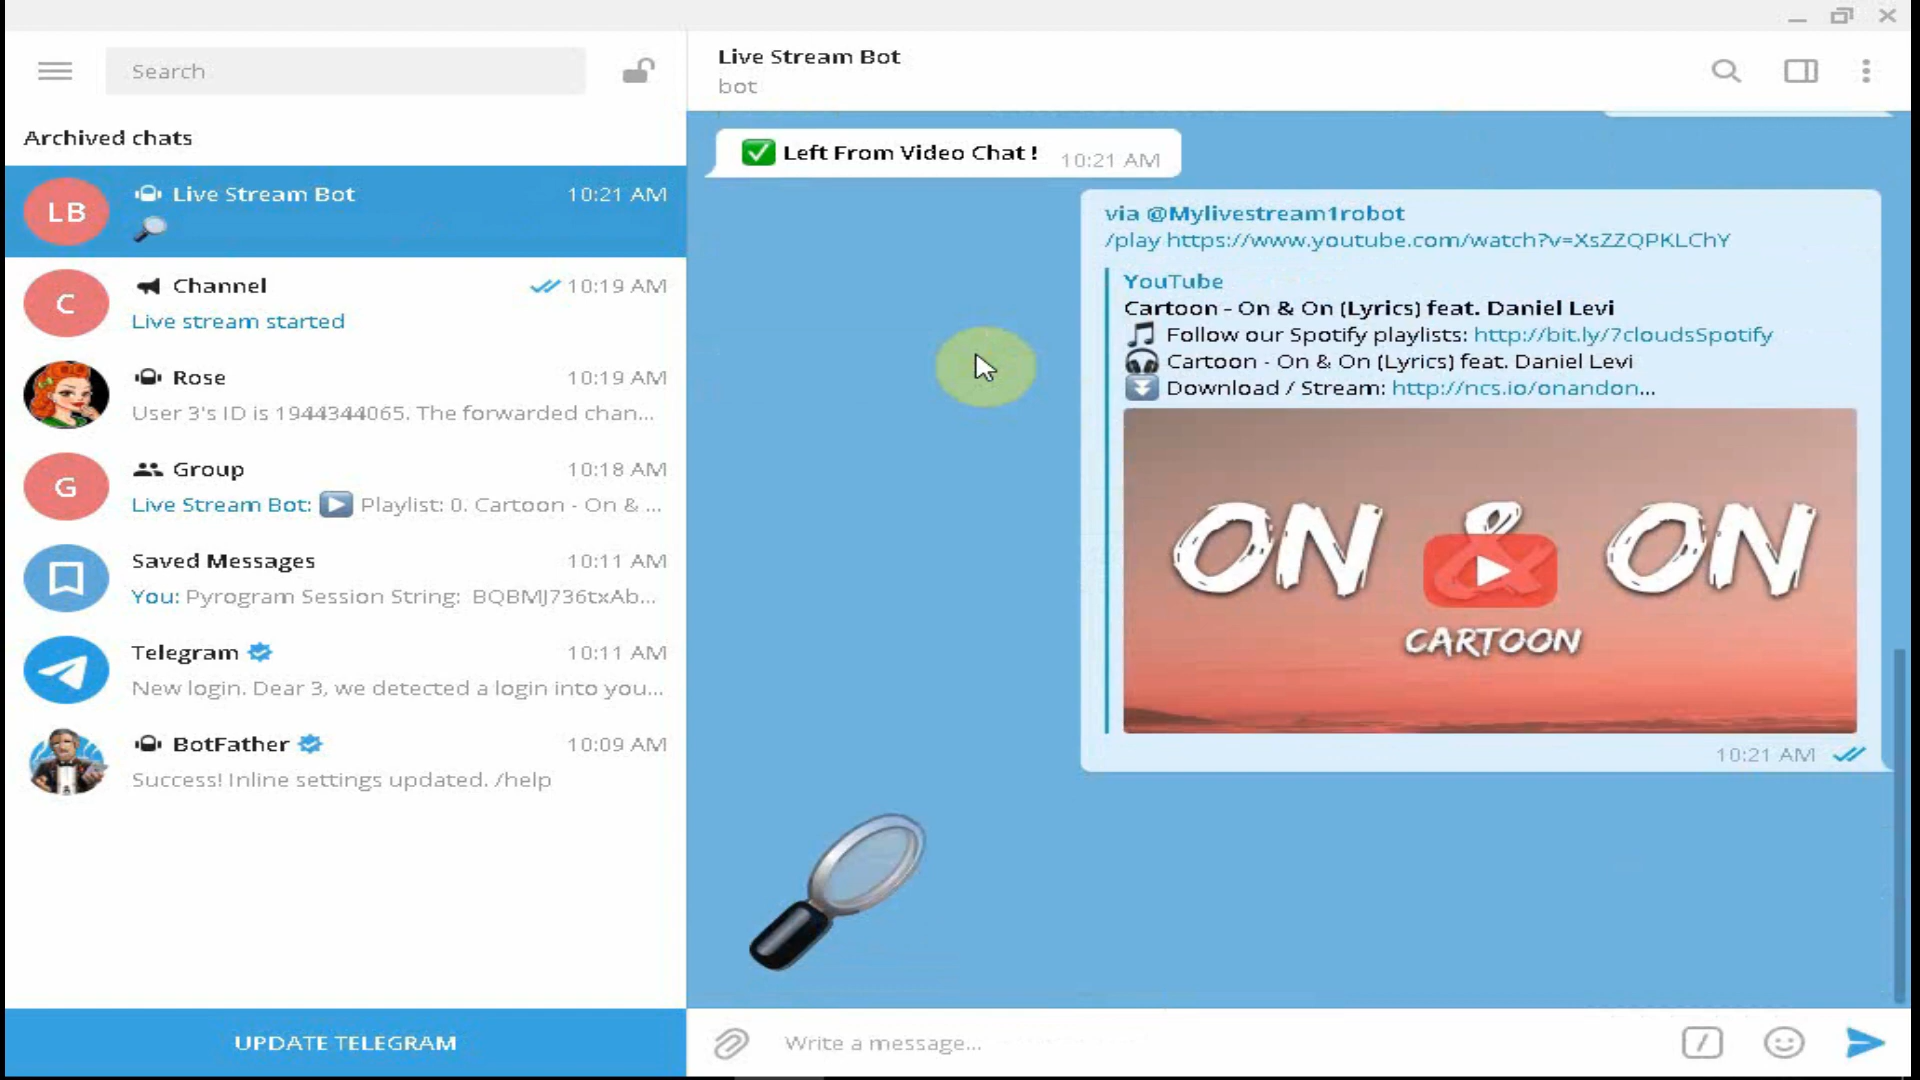 Search
Archived chats
LB
Live Stream Bot 10:21 AM
C
Channel 10:19 AM
Live stream started
Rose 10:19 AM
User 3's ID is 1944344065. The forwarded chan...
G
Group 10:18 AM
Live Stream Bot: Playlist: 0. Cartoon - On & ...
Saved Messages 10:11 AM
You: Pyrogram Session String: BQBMJ736txAb...
Telegram 10:11 AM
New login. Dear 3, we detected a login into you...
BotFather 10:09 AM
Success! Inline settings updated. /help
UPDATE TELEGRAM
Live Stream Bot
bot
Left From Video Chat ! 10:21 AM
via @Mylivestream1robot
/play https://www.youtube.com/watch?v=XsZZQPKLChY
YouTube
Cartoon - On & On (Lyrics) feat. Daniel Levi
Follow our Spotify playlists: http://bit.ly/7cloudsSpotify
Cartoon - On & On (Lyrics) feat. Daniel Levi
Download / Stream: http://ncs.io/onandon...
ON & ON
CARTOON
10:21 AM
Write a message...